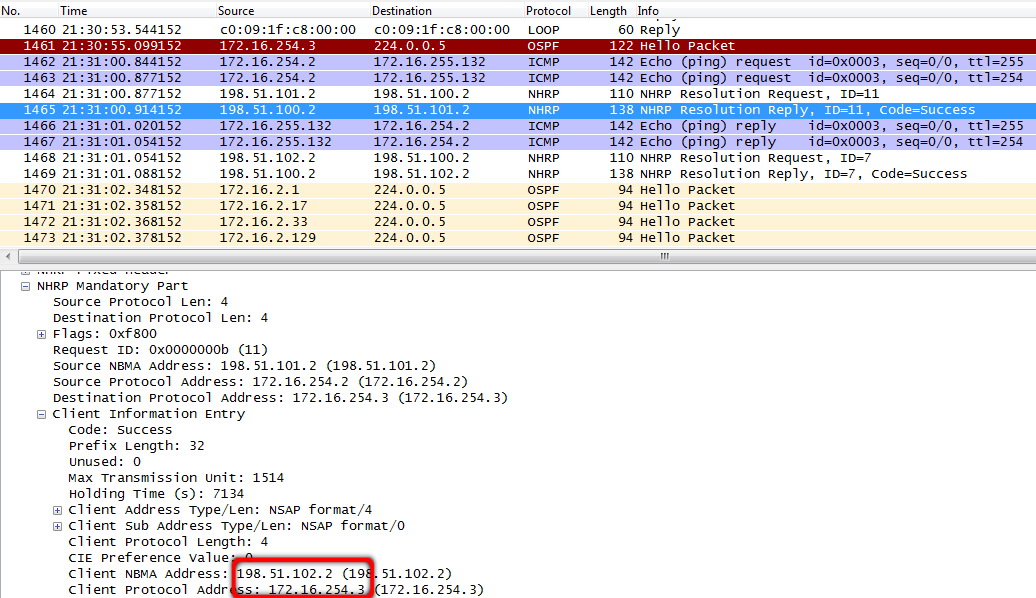 No. Time Source Destination Protocol Length Info
1460 21:30:53.544152 c0:09:1f:c8:00:00 c0:09:1f:c8:00:00 LOOP 60 Reply
1461 21:30:55.099152 172.16.254.3 224.0.0.5 OSPF 122 Hello Packet
1462 21:31:00.844152 172.16.254.2 172.16.255.132 ICMP 142 Echo (ping) request id=0x0003, seq=0/0, ttl=255
1463 21:31:00.877152 172.16.254.2 172.16.255.132 ICMP 142 Echo (ping) request id=0x0003, seq=0/0, ttl=254
1464 21:31:00.877152 198.51.101.2 198.51.100.2 NHRP 110 NHRP Resolution Request, ID=11
1465 21:31:00.914152 198.51.100.2 198.51.101.2 NHRP 138 NHRP Resolution Reply, ID=11, Code=Success
1466 21:31:01.020152 172.16.255.132 172.16.254.2 ICMP 142 Echo (ping) reply id=0x0003, seq=0/0, ttl=255
1467 21:31:01.054152 172.16.255.132 172.16.254.2 ICMP 142 Echo (ping) reply id=0x0003, seq=0/0, ttl=254
1468 21:31:01.054152 198.51.102.2 198.51.100.2 NHRP 110 NHRP Resolution Request, ID=7
1469 21:31:01.088152 198.51.100.2 198.51.102.2 NHRP 138 NHRP Resolution Reply, ID=7, Code=Success
1470 21:31:02.348152 172.16.2.1 224.0.0.5 OSPF 94 Hello Packet
1471 21:31:02.358152 172.16.2.17 224.0.0.5 OSPF 94 Hello Packet
1472 21:31:02.368152 172.16.2.33 224.0.0.5 OSPF 94 Hello Packet
1473 21:31:02.378152 172.16.2.129 224.0.0.5 OSPF 94 Hello Packet
NHRP Fixed Header
NHRP Mandatory Part
Source Protocol Len: 4
Destination Protocol Len: 4
Flags: 0xf800
Request ID: 0x0000000b (11)
Source NBMA Address: 198.51.101.2 (198.51.101.2)
Source Protocol Address: 172.16.254.2 (172.16.254.2)
Destination Protocol Address: 172.16.254.3 (172.16.254.3)
Client Information Entry
Code: Success
Prefix Length: 32
Unused: 0
Max Transmission Unit: 1514
Holding Time (s): 7134
Client Address Type/Len: NSAP format/4
Client Sub Address Type/Len: NSAP format/0
Client Protocol Length: 4
CIE Preference Value: 0
Client NBMA Address: 198.51.102.2 (198.51.102.2)
Client Protocol Address: 172.16.254.3 (172.16.254.3)